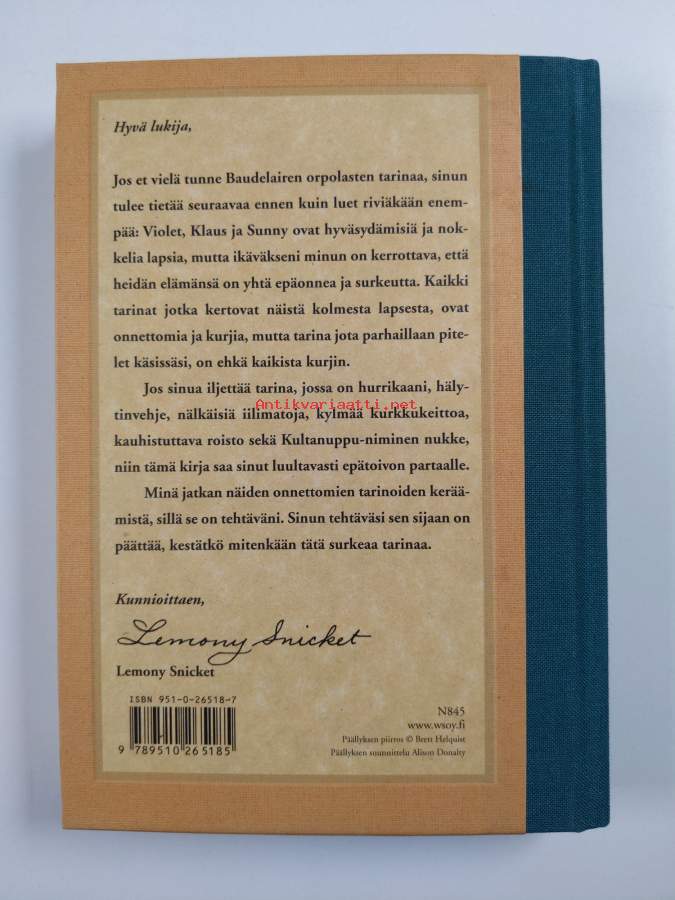 Hyvä lukija,
Jos et vielä tunne Baudelairen orpolasten tarinaa, sinun
tulee tietää seuraavaa ennen kuin luet riviäkään enem-
pää: Violet, Klaus ja Sunny ovat hyväsydämisiä ja nok-
kelia lapsia, mutta ikäväkseni minun on kerrottava, että
heidän elämänsä on yhtä epäonnea ja surkeutta. Kaikki
tarinat jotka kertovat näistä kolmesta lapsesta, ovat
onnettomia ja kurjia, mutta tarina jota parhaillaan pite-
let käsissäsi, on ehkä kaikista kurjin.
Jos sinua iljettää tarina, jossa on hurrikaani, häly-
Antikvariaatti.net
tinvehje, nälkäisiä iilimatoja, kylmää kurkkukeittoa,
kauhistuttava roisto sekä Kultanuppu-niminen nukke,
niin tämä kirja saa sinut luultavasti epätoivon partaalle.
Minä jatkan näiden onnettomien tarinoiden kerää-
mistä, sillä se on tehtäväni. Sinun tehtäväsi sen sijaan on
päättää, kestätkö mitenkään tätä surkeaa tarinaa.
Kunnioittaen,
Lemony Snicket
Lemony Snicket
ISBN 951-0-26518-7
9 789510 265185
N845
www.wsoy.fi
Päällyksen piirros © Brett Helquist
Päällyksen suunnittelu Alison Donalty